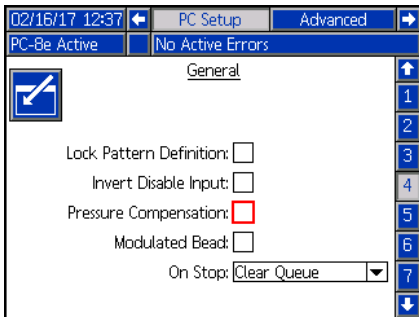 02/16/17 12:37 PC Setup Advanced
PC-8e Active No Active Errors
General
1
2
Lock Pattern Definition: 3
Invert Disable Input: 4
Pressure Compensation: 5
Modulated Bead: 6
On Stop: Clear Queue 7